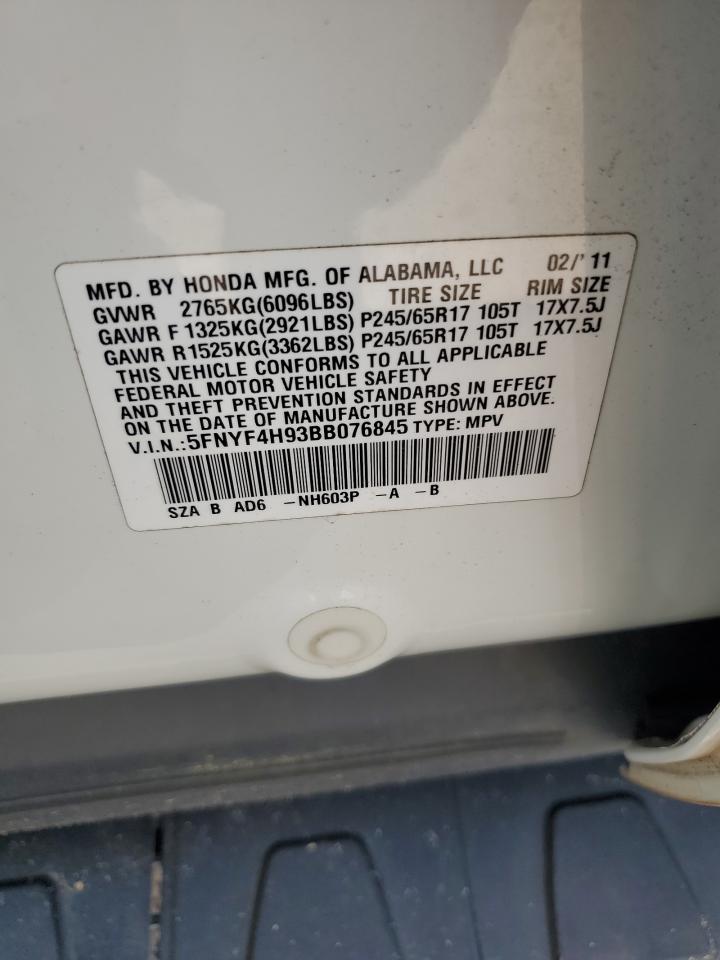 MFD. BY HONDA MFG. OF ALABAMA, LLC 02/'11
GVWR 2765KG(6096LBS) TIRE SIZE RIM SIZE
GAWR F 1325KG(2921LBS) P245/65R17 105T 17X7.5J
GAWR R 1525KG(3362LBS) P245/65R17 105T 17X7.5J
THIS VEHICLE CONFORMS TO ALL APPLICABLE
FEDERAL MOTOR VEHICLE SAFETY
AND THEFT PREVENTION STANDARDS IN EFFECT
ON THE DATE OF MANUFACTURE SHOWN ABOVE.
V.I.N.:5FNYF4H93BB076845 TYPE: MPV
SZA B AD6 -NH603P -A -B